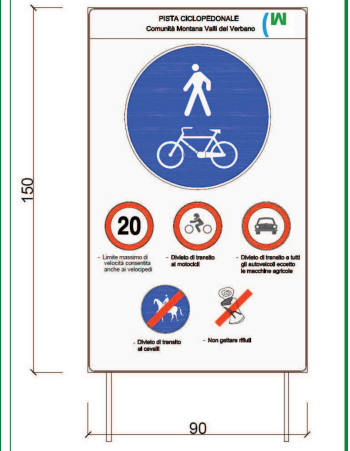 PISTA CICLOPEDONALE
Comunità Montana Valli del Verbano
M
150
20
- Limite massimo di
velocità consentita
anche ai velocipedi
- Divieto di transito
ai motocicli
- Divieto di transito a tutti
gli autoveicoli eccetto
le macchine agricole
- Divieto di transito
ai cavalli
- Non gettare rifiuti
90